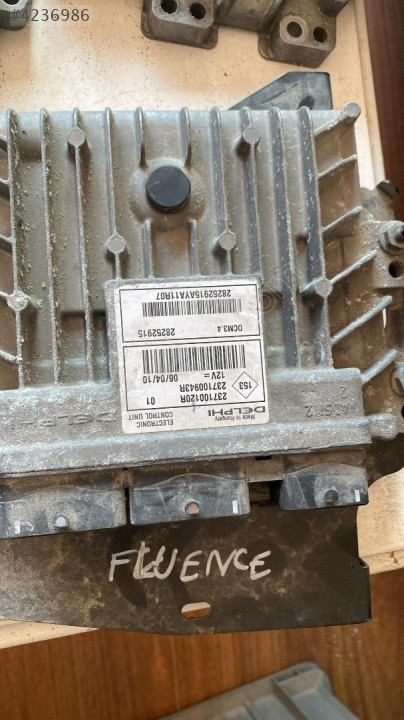 #4236986
28252915AYA11R07
DCM3.4 28252915
153 12V = 06/04/10
237100943R
237100120R 01
DELPHI ELECTRONIC
Made in Hungary CONTROL UNIT
FLUENCE